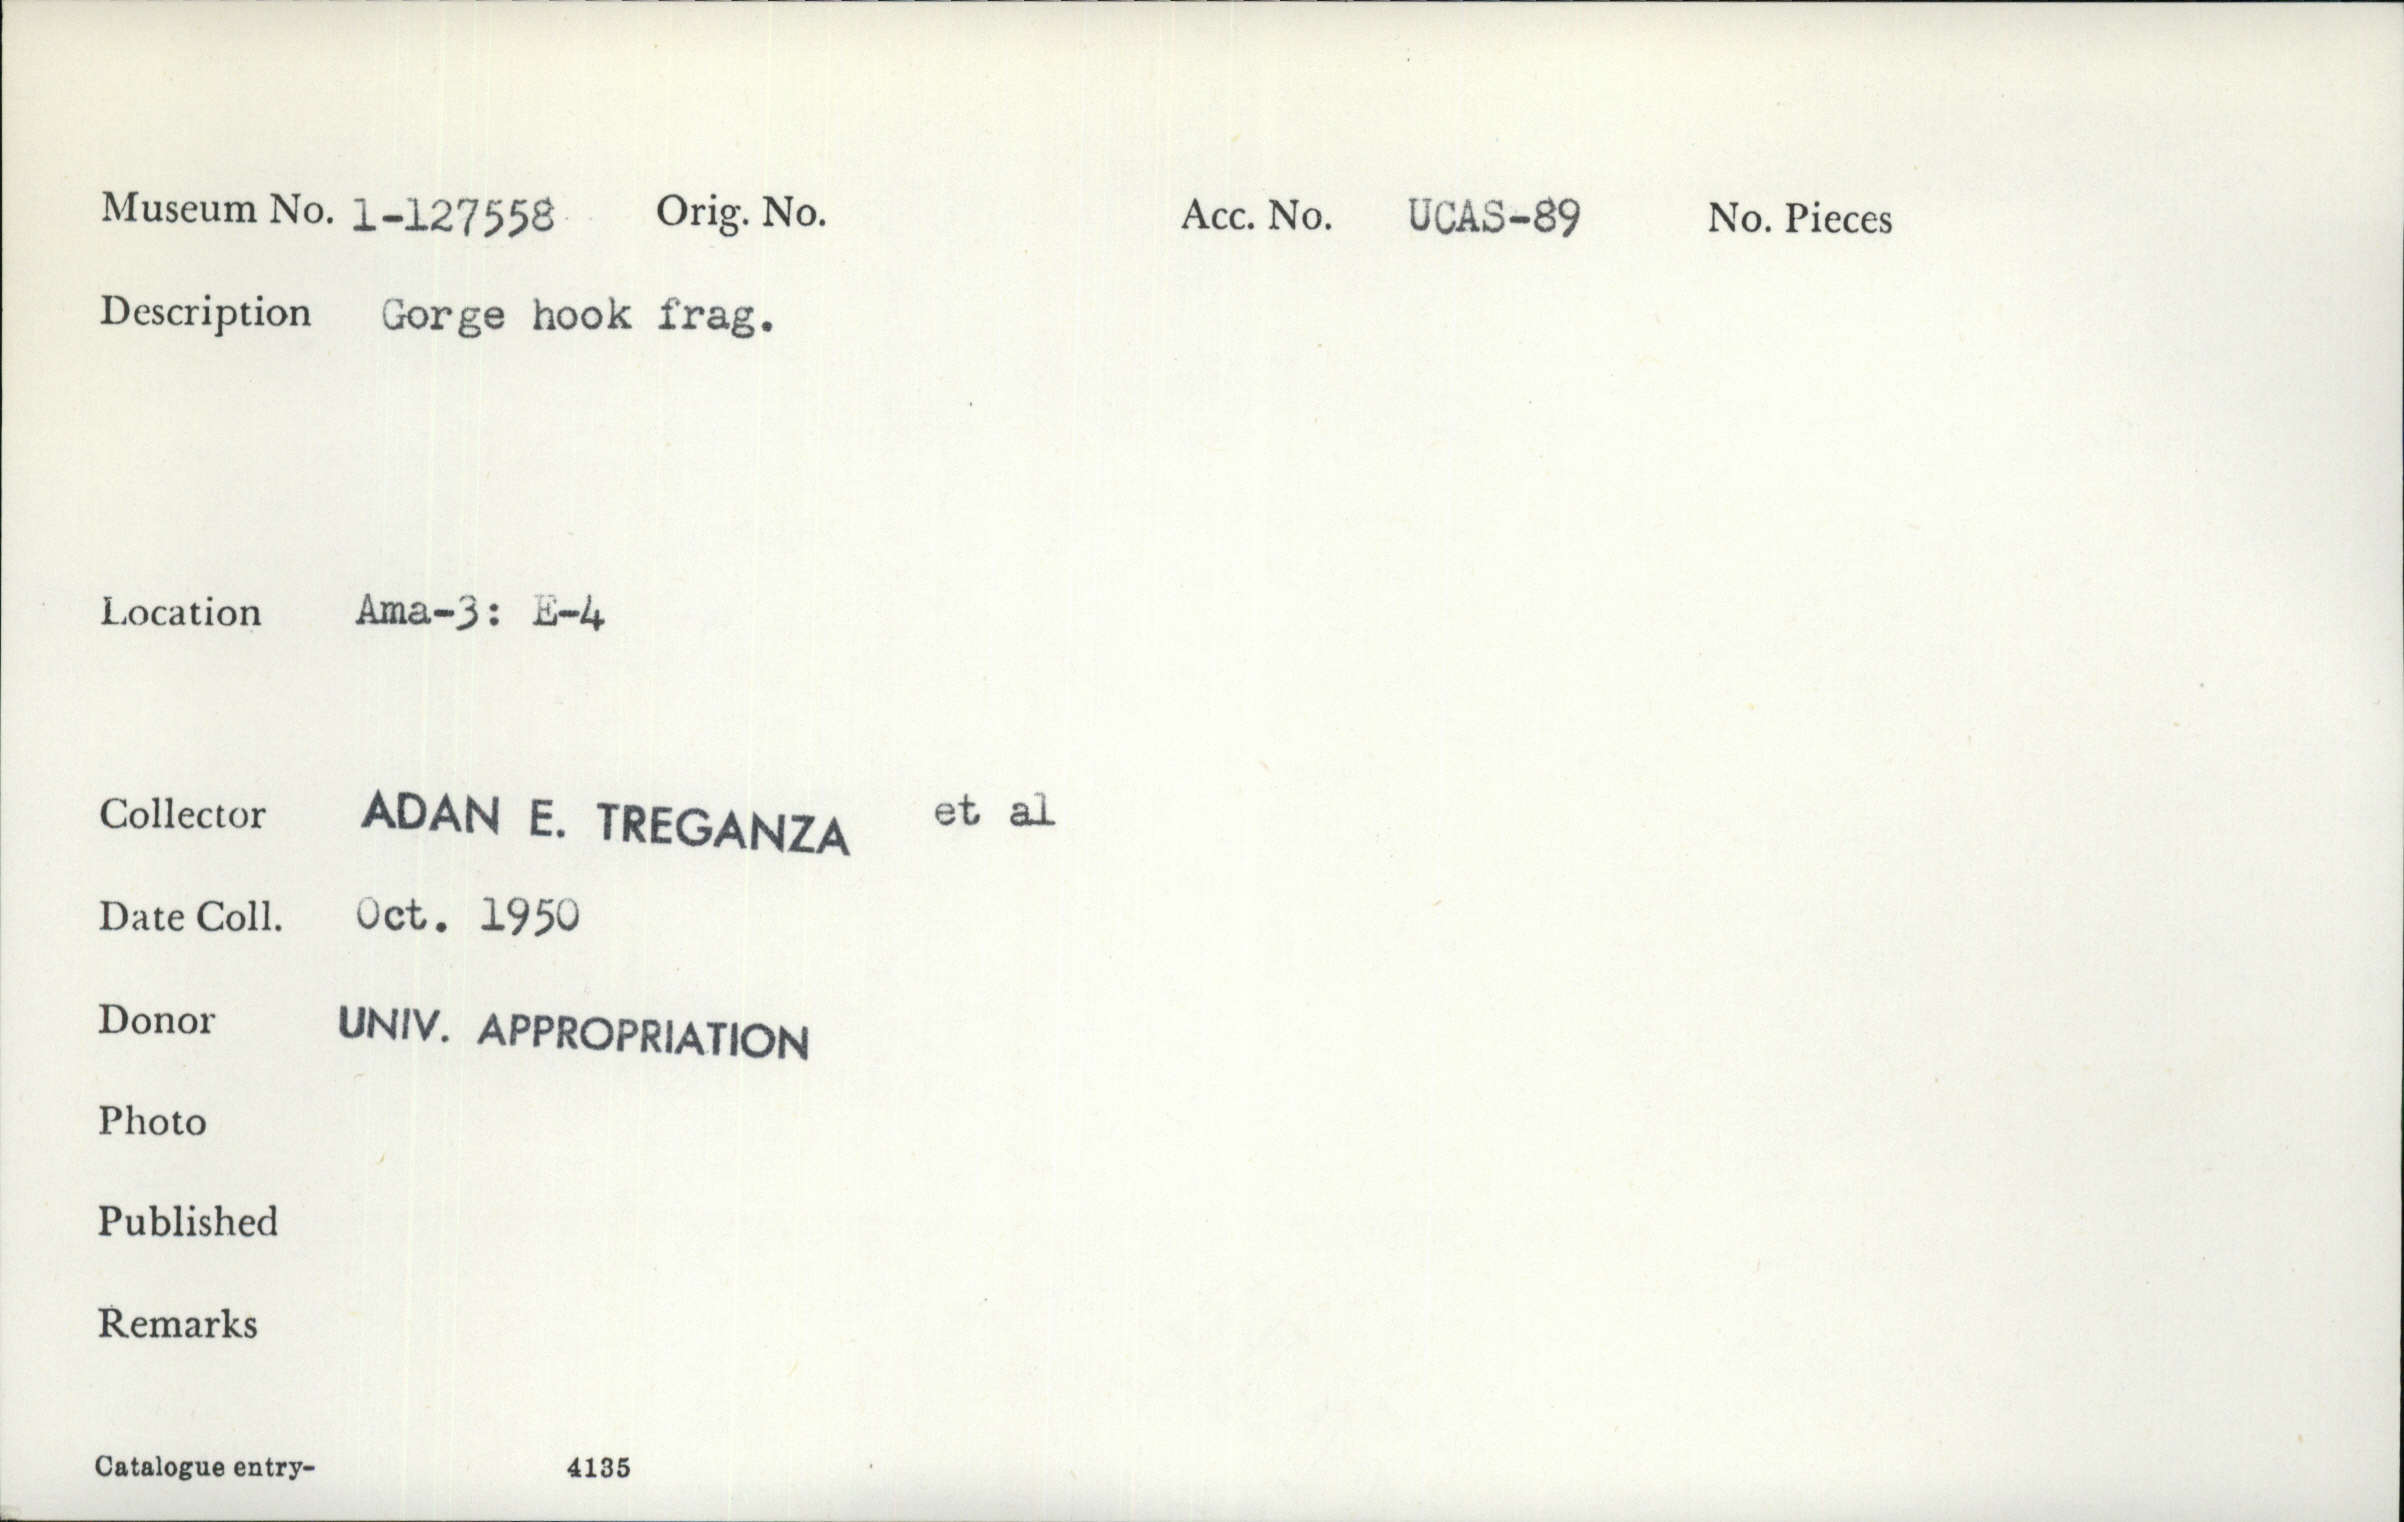 Museum No. 1-127558 Orig. No. Acc. No. UCAS-89 No. Pieces
Description Gorge hook frag.
Location Ama-3: E-4
Collector ADAN E. TREGANZA et al
Date Coll. Oct. 1950
Donor UNIV. APPROPRIATION
Photo
Published
Remarks
Catalogue entry- 4135